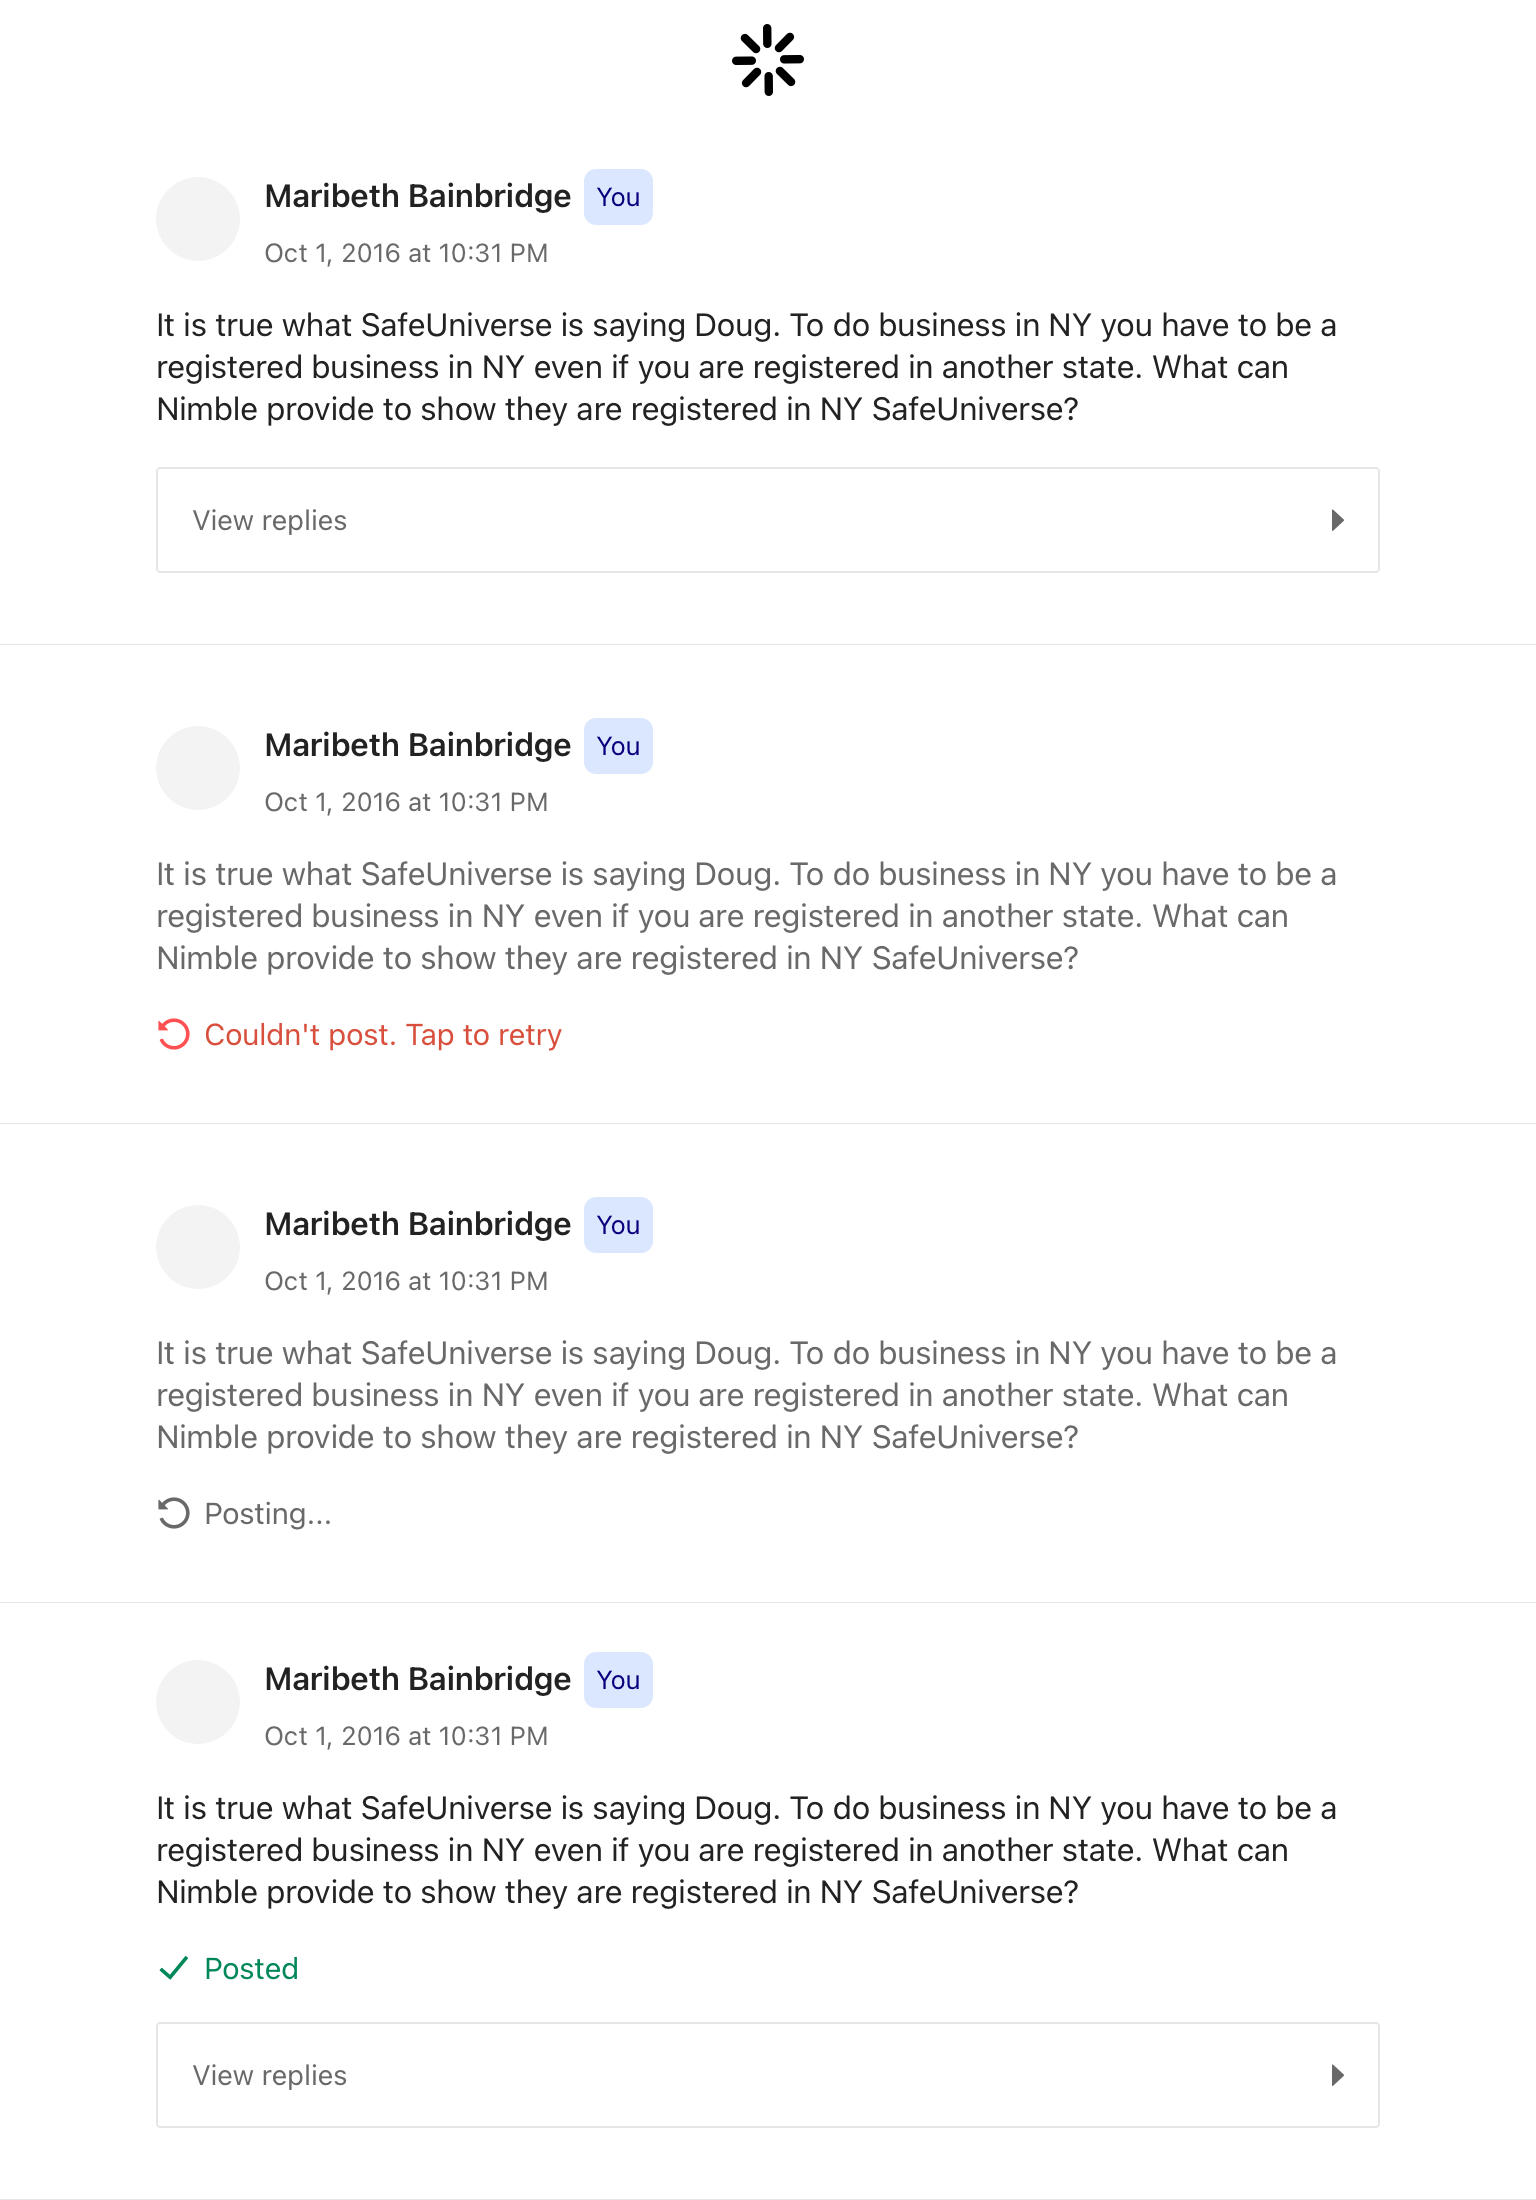 Maribeth Bainbridge You
Oct 1, 2016 at 10:31 PM
It is true what SafeUniverse is saying Doug. To do business in NY you have to be a
registered business in NY even if you are registered in another state. What can
Nimble provide to show they are registered in NY SafeUniverse?
View replies
Maribeth Bainbridge You
Oct 1, 2016 at 10:31 PM
It is true what SafeUniverse is saying Doug. To do business in NY you have to be a
registered business in NY even if you are registered in another state. What can
Nimble provide to show they are registered in NY SafeUniverse?
Couldn't post. Tap to retry
Maribeth Bainbridge You
Oct 1, 2016 at 10:31 PM
It is true what SafeUniverse is saying Doug. To do business in NY you have to be a
registered business in NY even if you are registered in another state. What can
Nimble provide to show they are registered in NY SafeUniverse?
Posting...
Maribeth Bainbridge You
Oct 1, 2016 at 10:31 PM
It is true what SafeUniverse is saying Doug. To do business in NY you have to be a
registered business in NY even if you are registered in another state. What can
Nimble provide to show they are registered in NY SafeUniverse?
Posted
View replies